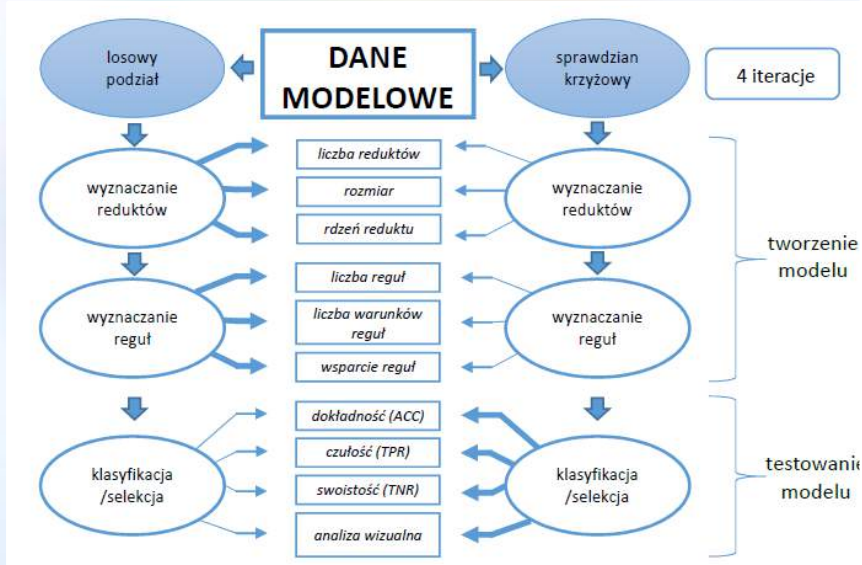 losowy
podział
DANE
MODELOWE
sprawdzian
krzyżowy
4 iteracje
wyznaczanie
reduktów
liczba reduktów
rozmiar
rdzeń reduktu
wyznaczanie
reduktów
tworzenie
modelu
wyznaczanie
reguł
liczba reguł
liczba warunków
reguł
wsparcie reguł
wyznaczanie
reguł
klasyfikacja
/selekcja
dokładność (ACC)
czułość (TPR)
swoistość (TNR)
analiza wizualna
klasyfikacja
/selekcja
testowanie
modelu